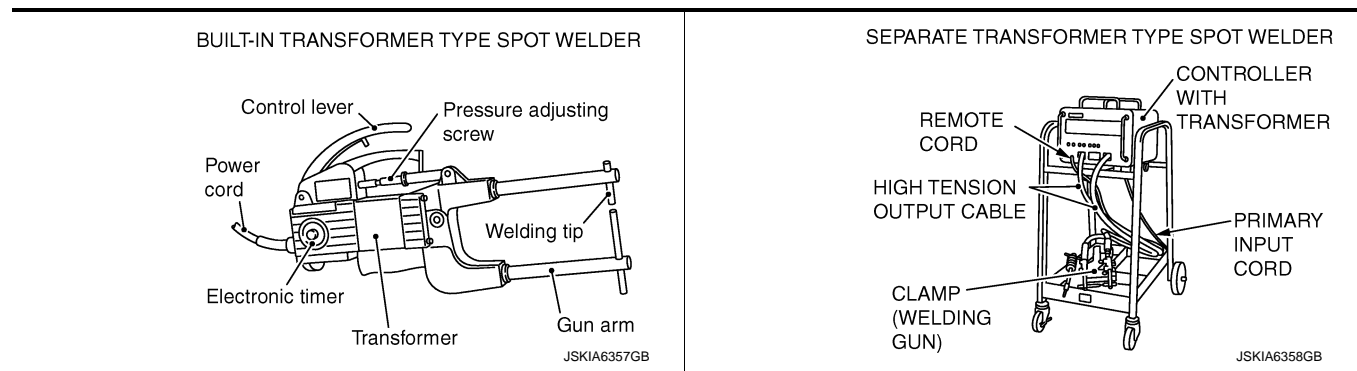 BUILT-IN TRANSFORMER TYPE SPOT WELDER
Control lever
Pressure adjusting
screw
Power
cord
Welding tip
Electronic timer
Transformer
Gun arm
JSKIA6357GB
SEPARATE TRANSFORMER TYPE SPOT WELDER
CONTROLLER
WITH
TRANSFORMER
REMOTE
CORD
HIGH TENSION
OUTPUT CABLE
PRIMARY
INPUT
CORD
CLAMP
(WELDING
GUN)
JSKIA6358GB